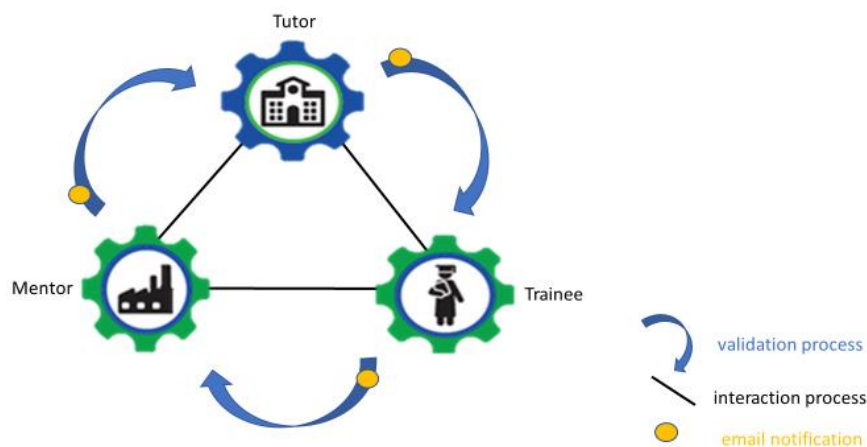 Tutor
Mentor
Trainee
validation process
interaction process
email notification